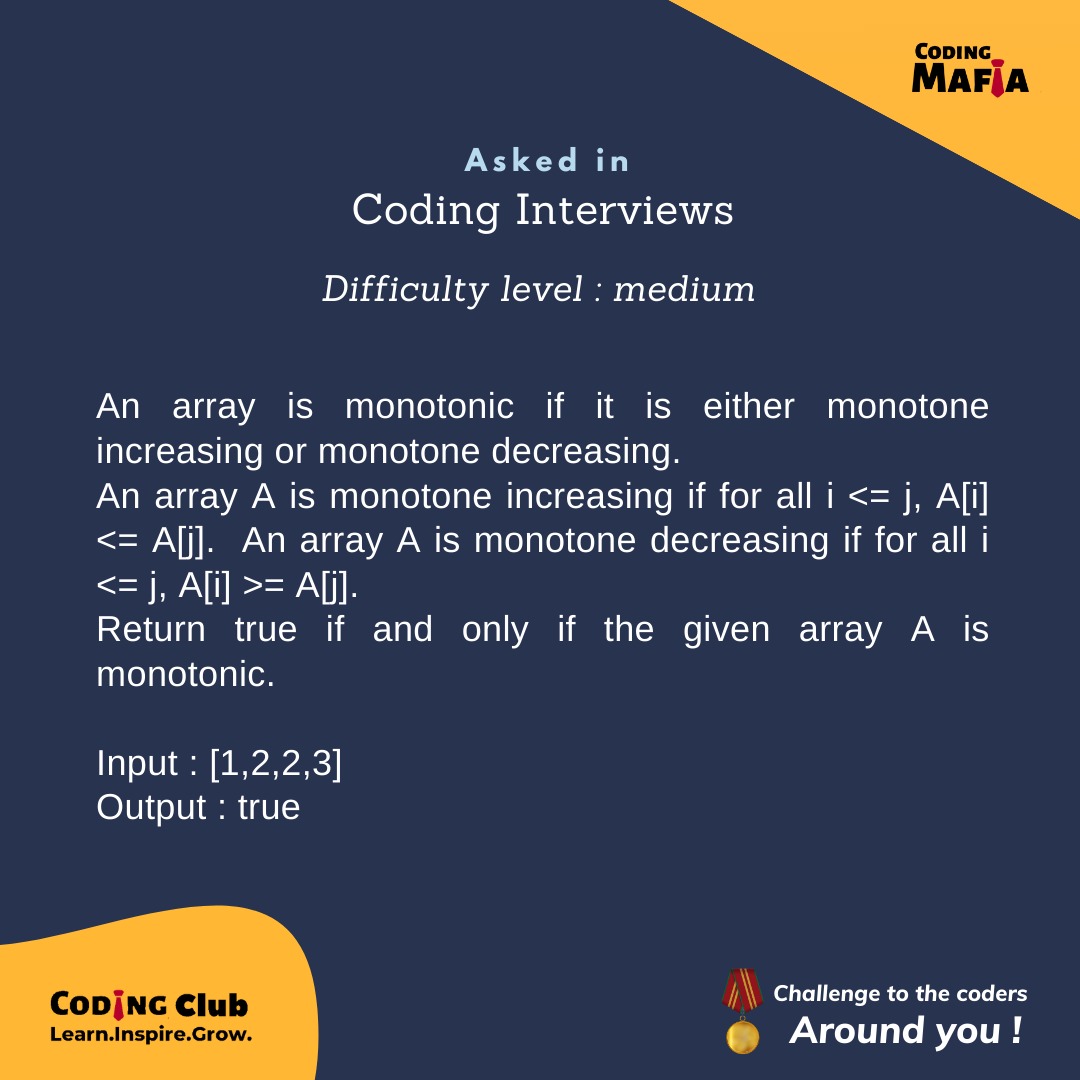 CODING
MAFIA
Asked in
Coding Interviews
Difficulty level : medium
An array is monotonic if it is either monotone
increasing or monotone decreasing.
An array A is monotone increasing if for all i <= j, A[i]
<= A[j].  An array A is monotone decreasing if for all i
<= j, A[i] >= A[j].
Return true if and only if the given array A is
monotonic.
Input : [1,2,2,3]
Output : true
CODING Club
Learn.Inspire.Grow.
Challenge to the coders
Around you !